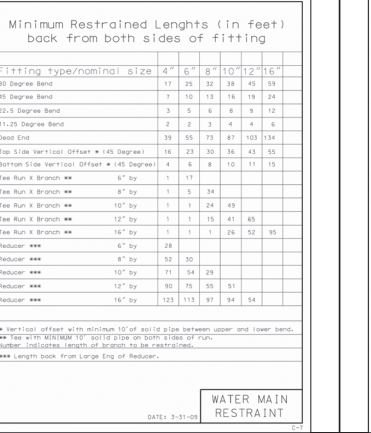 Minimum Restrained Lenghts (in feet)
back from both sides of fitting
Fitting type/nominal size 4" 6" 8" 10" 12" 16"
90 Degree Bend 17 25 32 38 45 59
45 Degree Bend 7 10 13 16 19 24
22.5 Degree Bend 3 5 6 8 9 12
11.25 Degree Bend 2 2 3 4 4 6
Dead End 39 55 73 87 103 134
Top Side Vertical Offset * (45 Degree) 16 23 30 36 43 55
Bottom Side Vertical Offset * (45 Degree) 4 6 8 10 11 15
Tee Run X Branch ** 6" by 1 17
Tee Run X Branch ** 8" by 1 5 34
Tee Run X Branch ** 10" by 1 1 24 49
Tee Run X Branch ** 12" by 1 1 15 41 65
Tee Run X Branch ** 16" by 1 1 1 26 52 95
Reducer *** 6" by 28
Reducer *** 8" by 52 30
Reducer *** 10" by 71 54 29
Reducer *** 12" by 90 75 55 51
Reducer *** 16" by 123 113 97 94 54
* Vertical offset with minimum 10' of solid pipe between upper and lower bend.
** Tee with MINIMUM 10' solid pipe on both sides of run.
Number indicates length of branch to be restrained.
*** Length back from Large Eng of Reducer.
WATER MAIN
RESTRAINT
DATE: 3-31-09
C-7